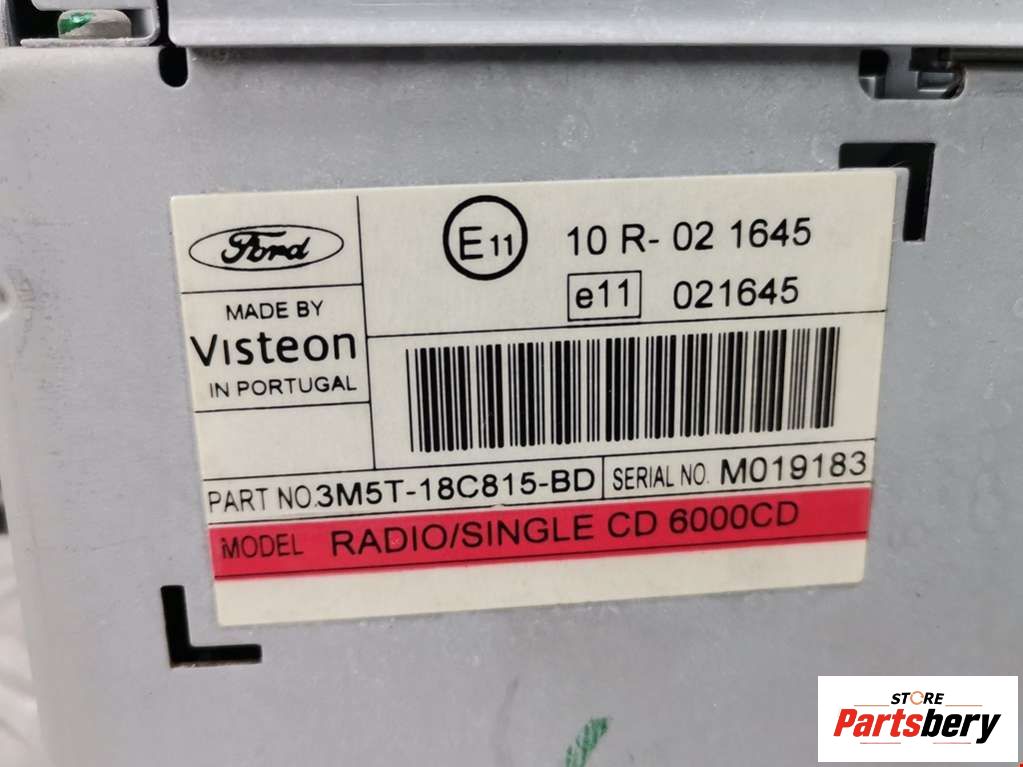 Ford
MADE BY
Visteon
IN PORTUGAL
E11
10 R- 02 1645
e11 021645
PART NO. 3M5T-18C815-BD
SERIAL NO. M019183
MODEL RADIO/SINGLE CD 6000CD
STORE
Partsbery